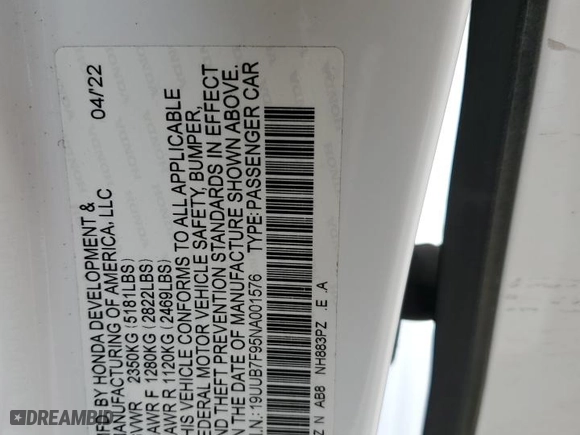 MFD BY HONDA DEVELOPMENT & 04/'22
MANUFACTURING OF AMERICA, LLC
GVWR 2350KG (5181LBS)
GAWR F 1280KG (2822LBS)
GAWR R 1120KG (2469LBS)
THIS VEHICLE CONFORMS TO ALL APPLICABLE
FEDERAL MOTOR VEHICLE SAFETY, BUMPER,
AND THEFT PREVENTION STANDARDS IN EFFECT
ON THE DATE OF MANUFACTURE SHOWN ABOVE.
V.I.N.:19UUB7F95NA001576 TYPE:PASSENGER CAR
Z N AB8 NH883PZ .E .A
DIRECT.CARS